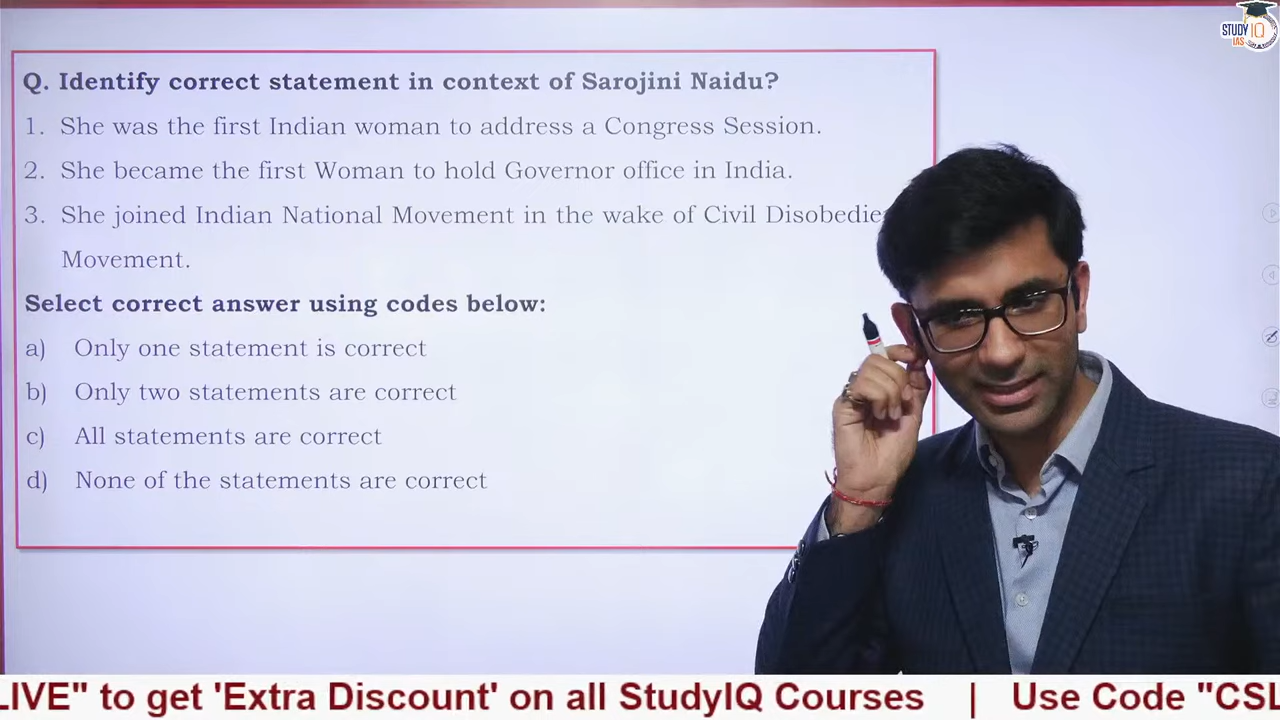 STUDY IQ
IAS
Q. Identify correct statement in context of Sarojini Naidu?
1. She was the first Indian woman to address a Congress Session.
2. She became the first Woman to hold Governor office in India.
3. She joined Indian National Movement in the wake of Civil
Movement.
Select correct answer using codes below:
a) Only one statement is correct
b) Only two statements are correct
c) All statements are correct
d) None of the statements are correct
LIVE" to get 'Extra Discount' on all StudyIQ Courses | Use Code "CSL